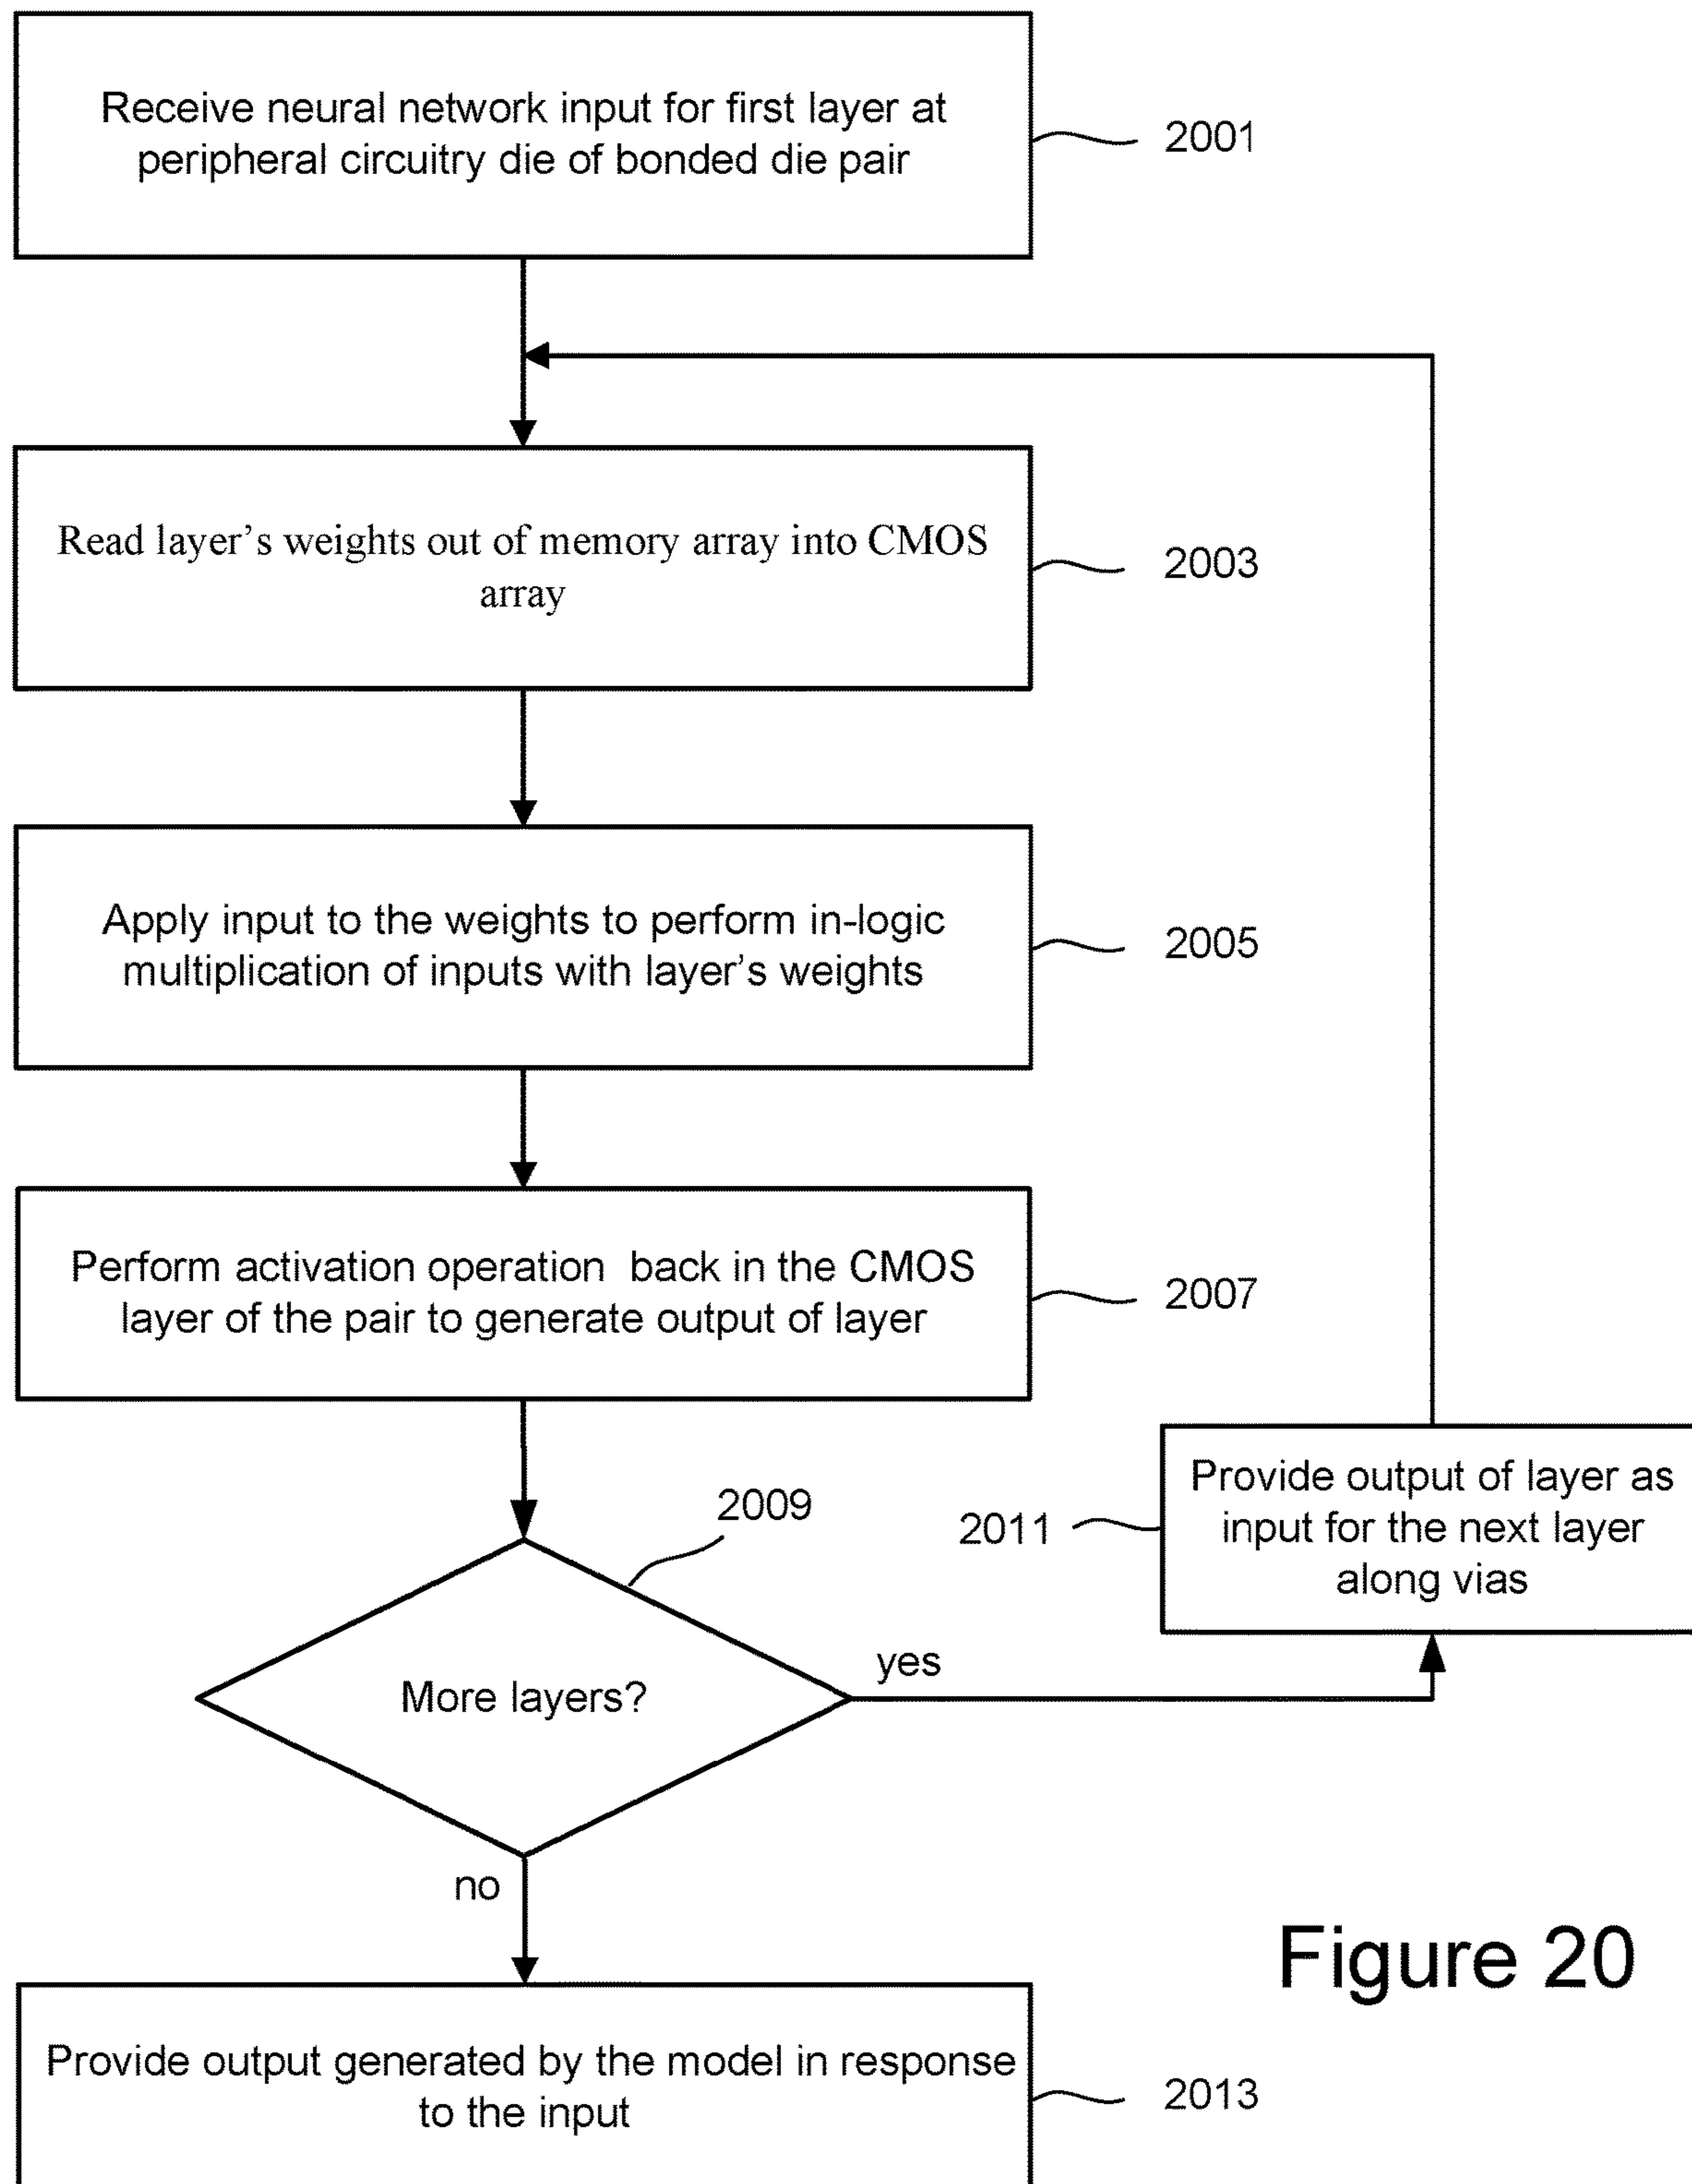 Receive neural network input for first layer at
peripheral circuitry die of bonded die pair
2001
Read layer's weights out of memory array into CMOS
array
2003
Apply input to the weights to perform in-logic
multiplication of inputs with layer's weights
2005
Perform activation operation  back in the CMOS
layer of the pair to generate output of layer
2007
2009
More layers?
yes
2011
Provide output of layer as
input for the next layer
along vias
no
Provide output generated by the model in response
to the input
2013
Figure 20